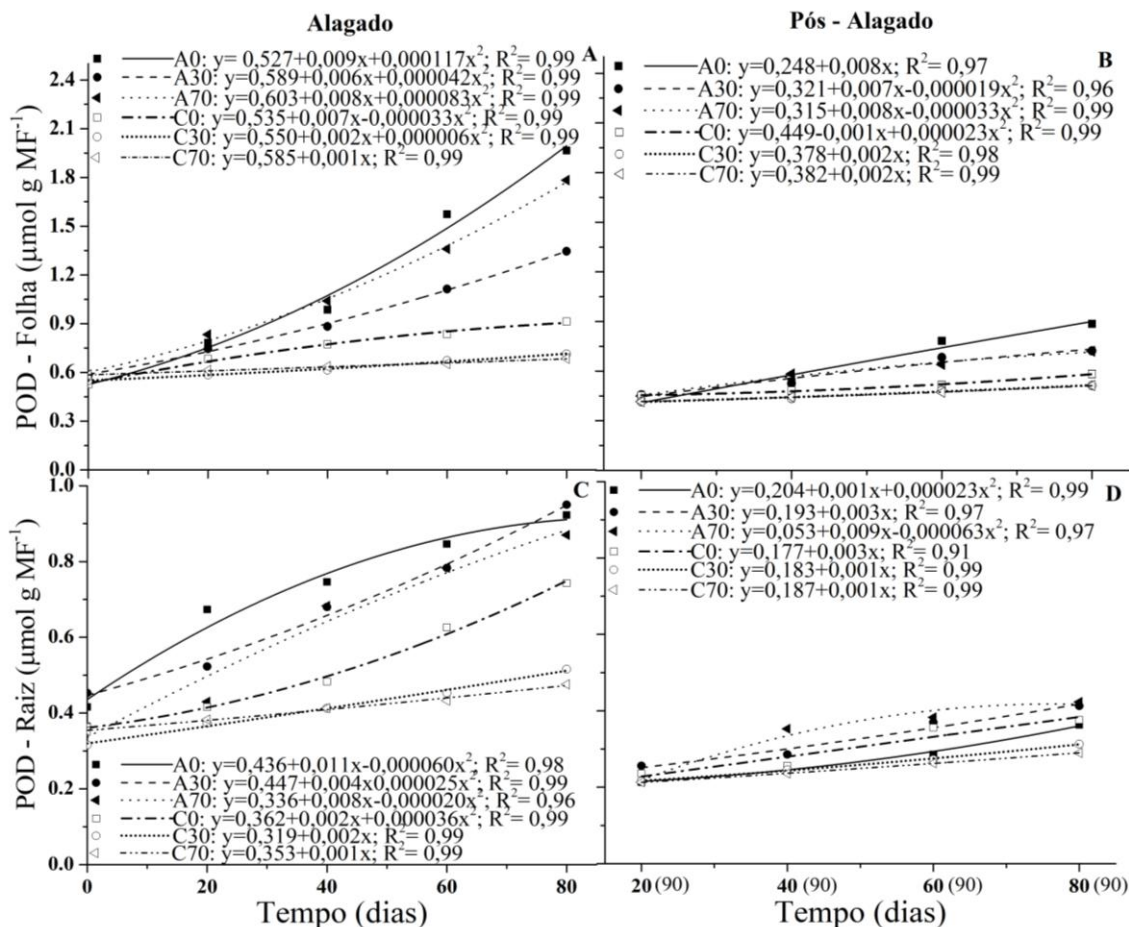 Alagado
Pós - Alagado
A
A0: y= 0,527+0,009x+0,000117x²; R²= 0,99
A30: y=0,589+0,006x+0,000042x²; R²= 0,99
A70: y=0,603+0,008x+0,000083x²; R²= 0,99
C0: y=0,535+0,007x-0,000033x²; R²= 0,99
C30: y=0,550+0,002x+0,000006x²; R²= 0,99
C70: y=0,585+0,001x; R²= 0,99
2.4
2.1
1.8
1.5
1.2
0.9
0.6
0.3
0.0
POD - Folha (µmol g MF⁻¹)
B
A0: y=0,248+0,008x; R²= 0,97
A30: y=0,321+0,007x-0,000019x²; R²= 0,96
A70: y=0,315+0,008x-0,000033x²; R²= 0,99
C0: y=0,449-0,001x+0,000023x²; R²= 0,99
C30: y=0,378+0,002x; R²= 0,98
C70: y=0,382+0,002x; R²= 0,99
C
1.0
0.8
0.6
0.4
0.2
0.0
POD - Raiz (µmol g MF⁻¹)
A0: y=0,436+0,011x-0,000060x²; R²= 0,98
A30: y=0,447+0,004x0,000025x²; R²= 0,99
A70: y=0,336+0,008x-0,000020x²; R²= 0,96
C0: y=0,362+0,002x+0,000036x²; R²= 0,99
C30: y=0,319+0,002x; R²= 0,99
C70: y=0,353+0,001x; R²= 0,99
0 20 40 60 80
Tempo (dias)
D
A0: y=0,204+0,001x+0,000023x²; R²= 0,99
A30: y=0,193+0,003x; R²= 0,97
A70: y=0,053+0,009x-0,000063x²; R²= 0,97
C0: y=0,177+0,003x; R²= 0,91
C30: y=0,183+0,001x; R²= 0,99
C70: y=0,187+0,001x; R²= 0,99
20 (90) 40 (90) 60 (90) 80 (90)
Tempo (dias)